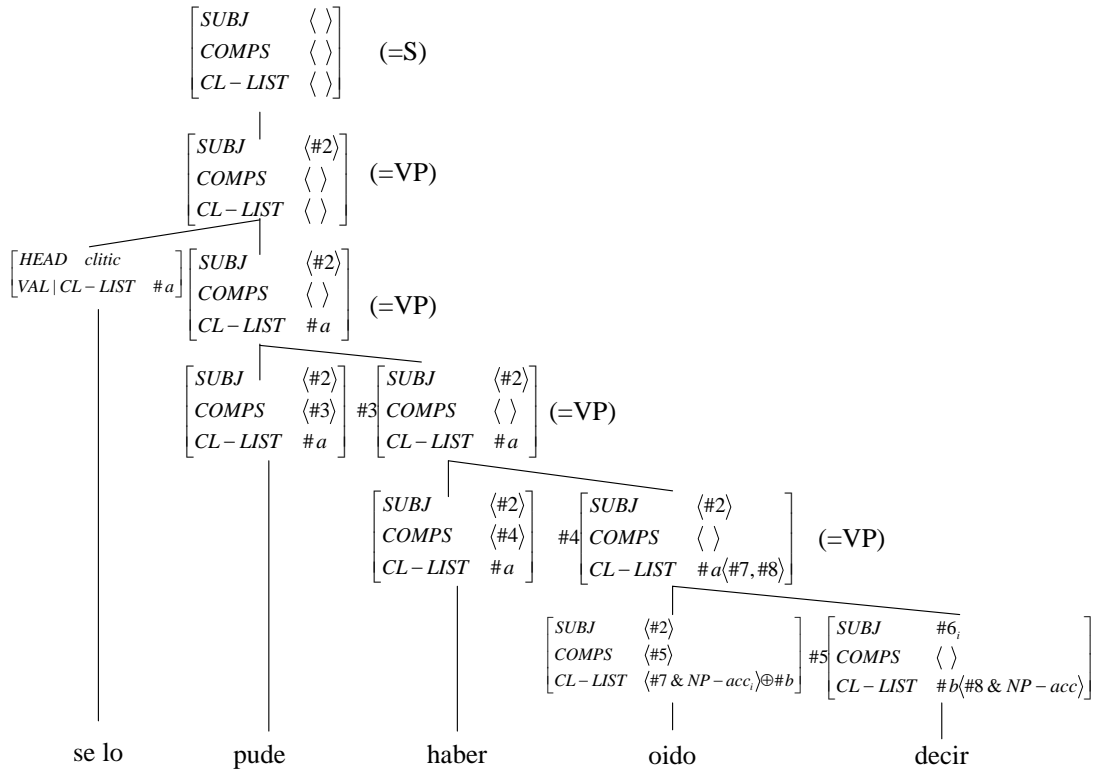 SUBJ ⟨ ⟩
COMPS ⟨ ⟩ (=S)
CL – LIST ⟨ ⟩
SUBJ ⟨#2⟩
COMPS ⟨ ⟩ (=VP)
CL – LIST ⟨ ⟩
HEAD clitic
VAL | CL – LIST #a
SUBJ ⟨#2⟩
COMPS ⟨ ⟩ (=VP)
CL – LIST #a
SUBJ ⟨#2⟩
COMPS ⟨#3⟩
CL – LIST #a
#3
SUBJ ⟨#2⟩
COMPS ⟨ ⟩ (=VP)
CL – LIST #a
SUBJ ⟨#2⟩
COMPS ⟨#4⟩
CL – LIST #a
#4
SUBJ ⟨#2⟩
COMPS ⟨ ⟩ (=VP)
CL – LIST #a⟨#7, #8⟩
SUBJ ⟨#2⟩
COMPS ⟨#5⟩
CL – LIST ⟨#7 & NP – acc_i⟩⊕#b
#5
SUBJ #6_i
COMPS ⟨ ⟩
CL – LIST #b⟨#8 & NP – acc⟩
se lo pude haber oido decir